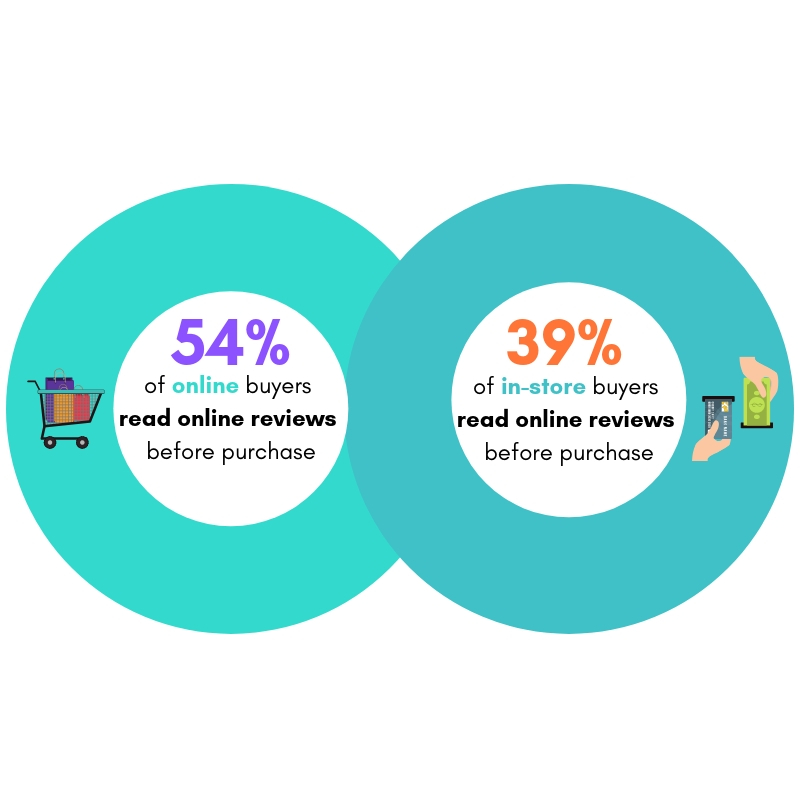 54%
of online buyers
read online reviews
before purchase
39%
of in-store buyers
read online reviews
before purchase